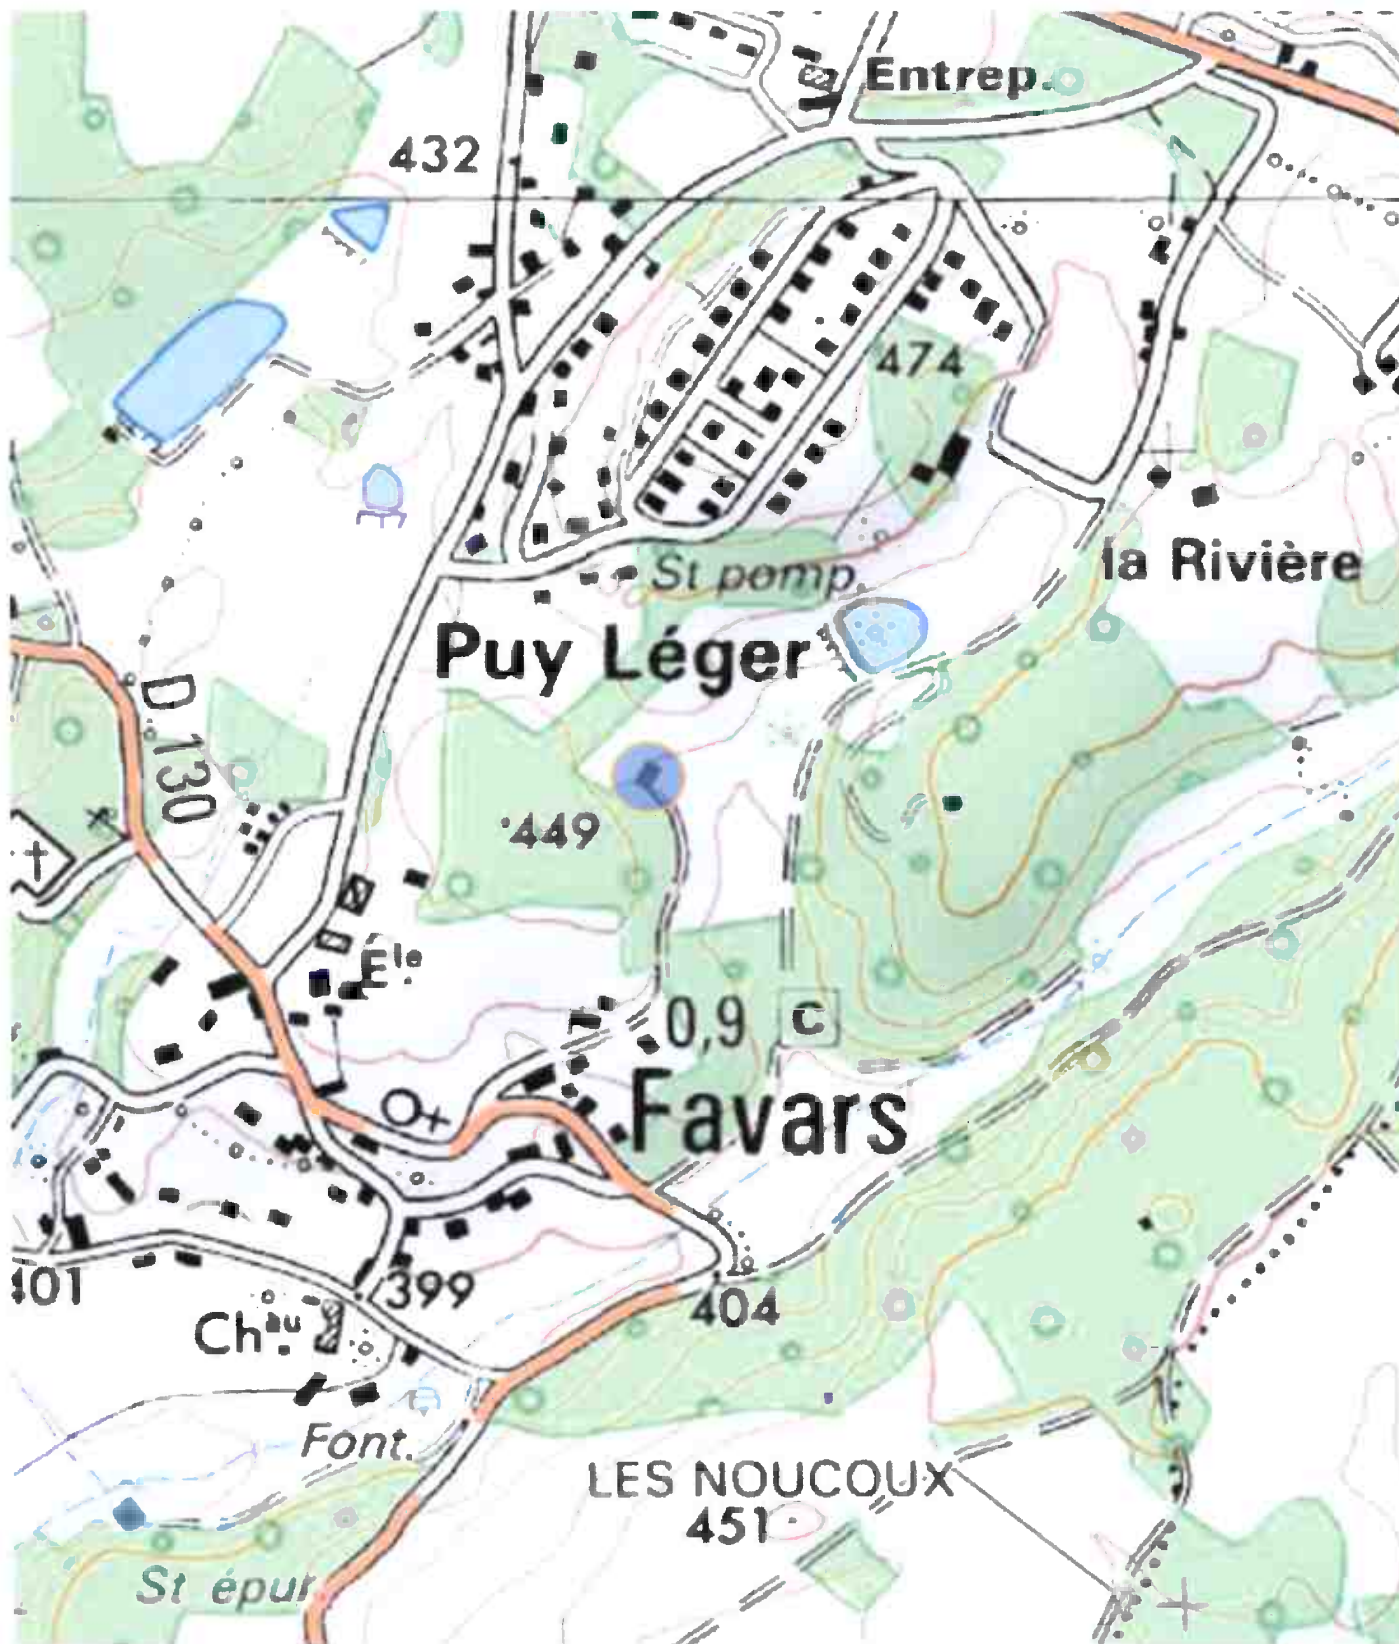 Entrep.
432
474
la Rivière
St pomp.
Puy Léger
D 130
449
Éle
0,9
C
Favars
401
399
404
Chau
Font.
LES NOUCOUX
451
St épur.